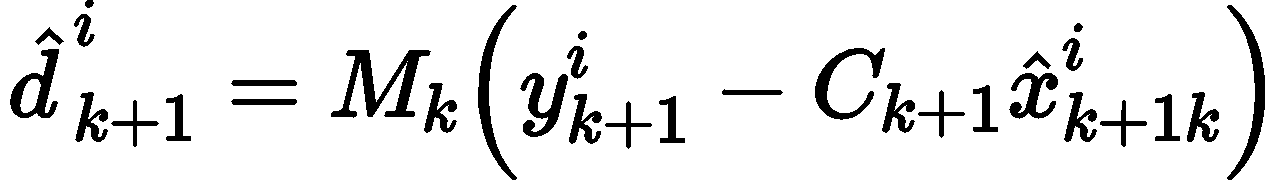 \hat{d}^{i}_{k+1} = M_k \left( y^{i}_{k+1} - C_{k+1} \hat{x}^{i}_{k+1k} \right)